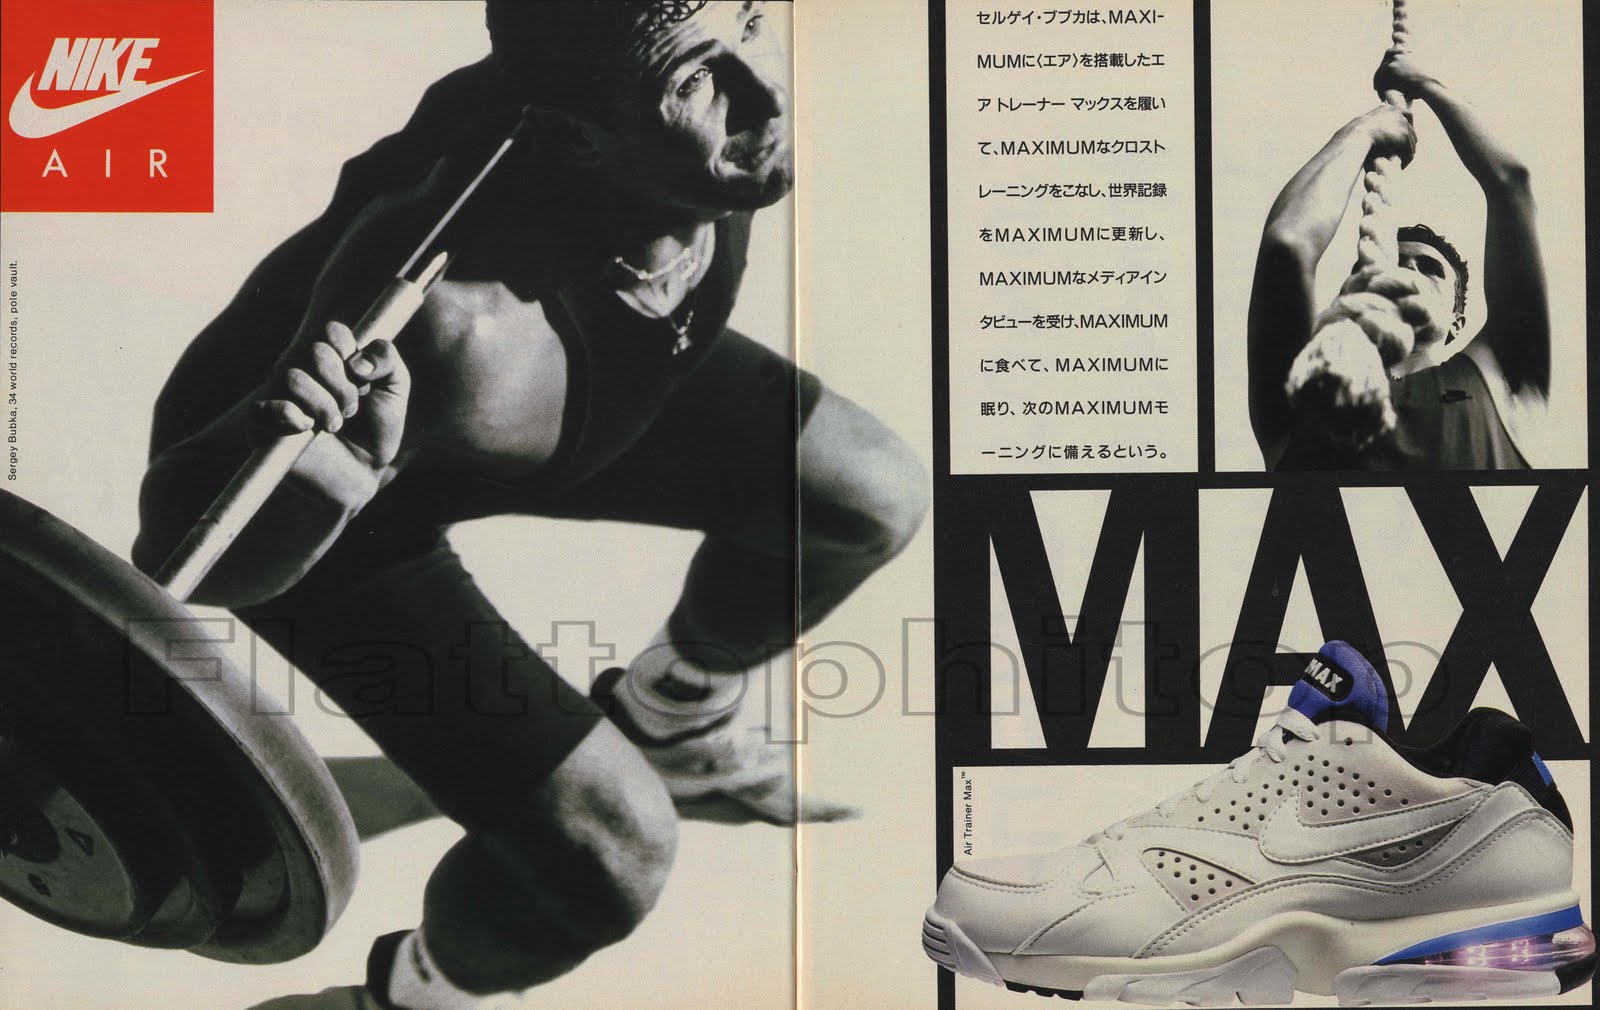 NIKE
AIR
Sergey Bubka, 34 world records, pole vault.
セルゲイ・ブブカは、MAXI-
MUMに〈エア〉を搭載したエ
ア トレーナー マックスを履い
て、MAXIMUMなクロスト
レーニングをこなし、世界記録
をMAXIMUMに更新し、
MAXIMUMなメディアイン
タビューを受け、MAXIMUM
に食べて、MAXIMUMに
眠り、次のMAXIMUMモ
ーニングに備えるという。
MAX
MAX
Air Trainer Max™
Flattophitop